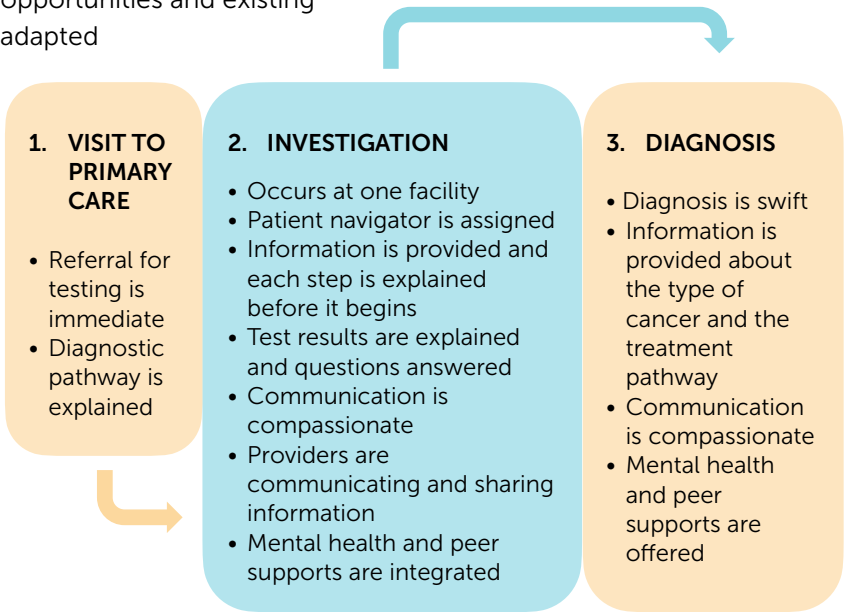 opportunities and existing
adapted
1. VISIT TO
PRIMARY
CARE
• Referral for
testing is
immediate
• Diagnostic
pathway is
explained
2. INVESTIGATION
• Occurs at one facility
• Patient navigator is assigned
• Information is provided and
each step is explained
before it begins
• Test results are explained
and questions answered
• Communication is
compassionate
• Providers are
communicating and sharing
information
• Mental health and peer
supports are integrated
3. DIAGNOSIS
• Diagnosis is swift
• Information is
provided about
the type of
cancer and the
treatment
pathway
• Communication
is compassionate
• Mental health
and peer
supports are
offered